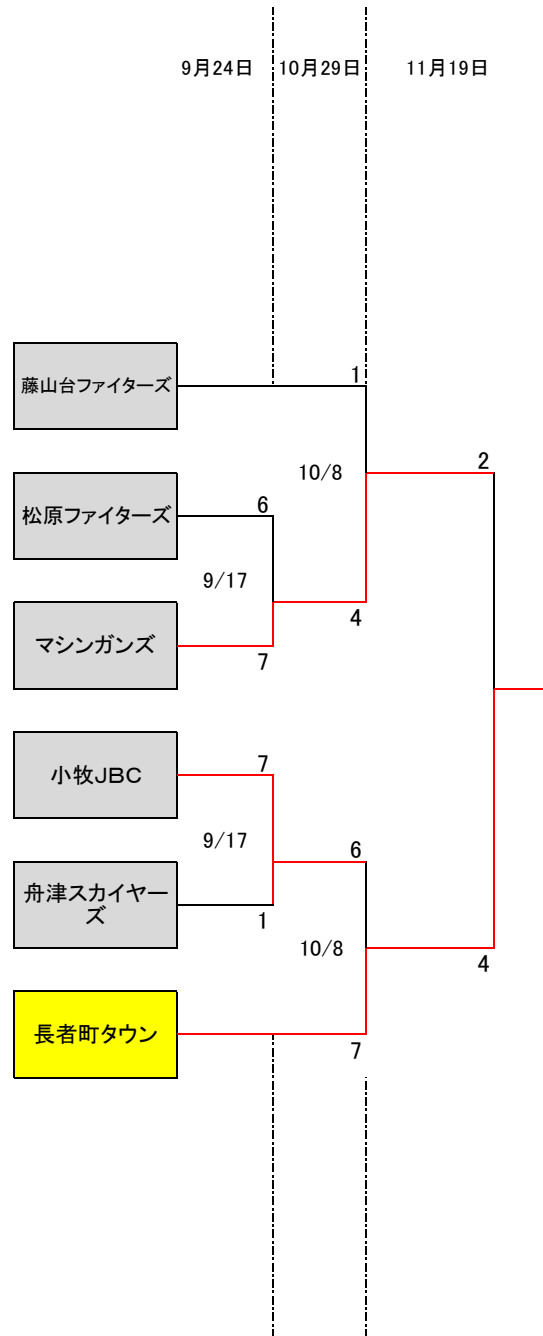 9月24日 10月29日 11月19日
藤山台ファイターズ
1
10/8
2
松原ファイターズ
6
9/17
マシンガンズ
7
4
小牧JBC
7
9/17
6
舟津スカイヤー
ズ
1
10/8
4
長者町タウン
7